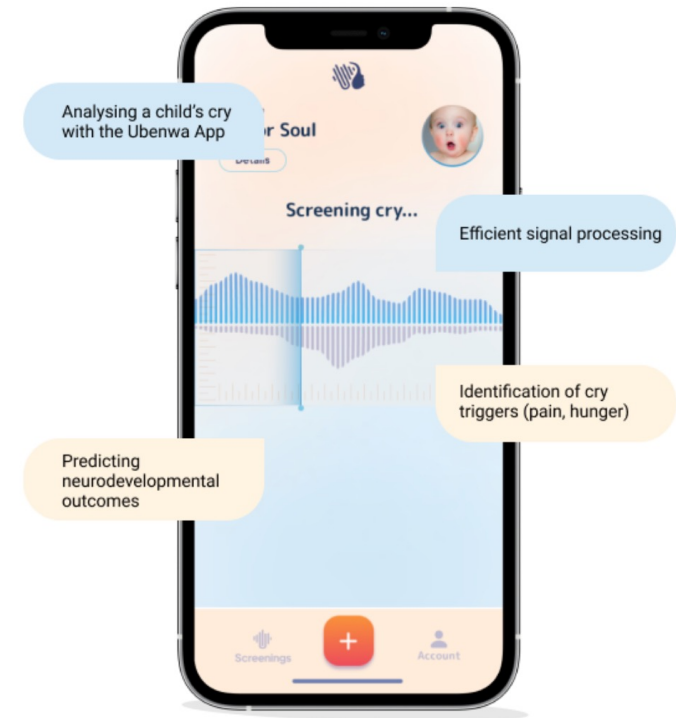 Analysing a child's cry
with the Ubenwa App
or Soul
Details
Screening cry...
Efficient signal processing
Identification of cry
triggers (pain, hunger)
Predicting
neurodevelopmental
outcomes
Screenings
+
Account